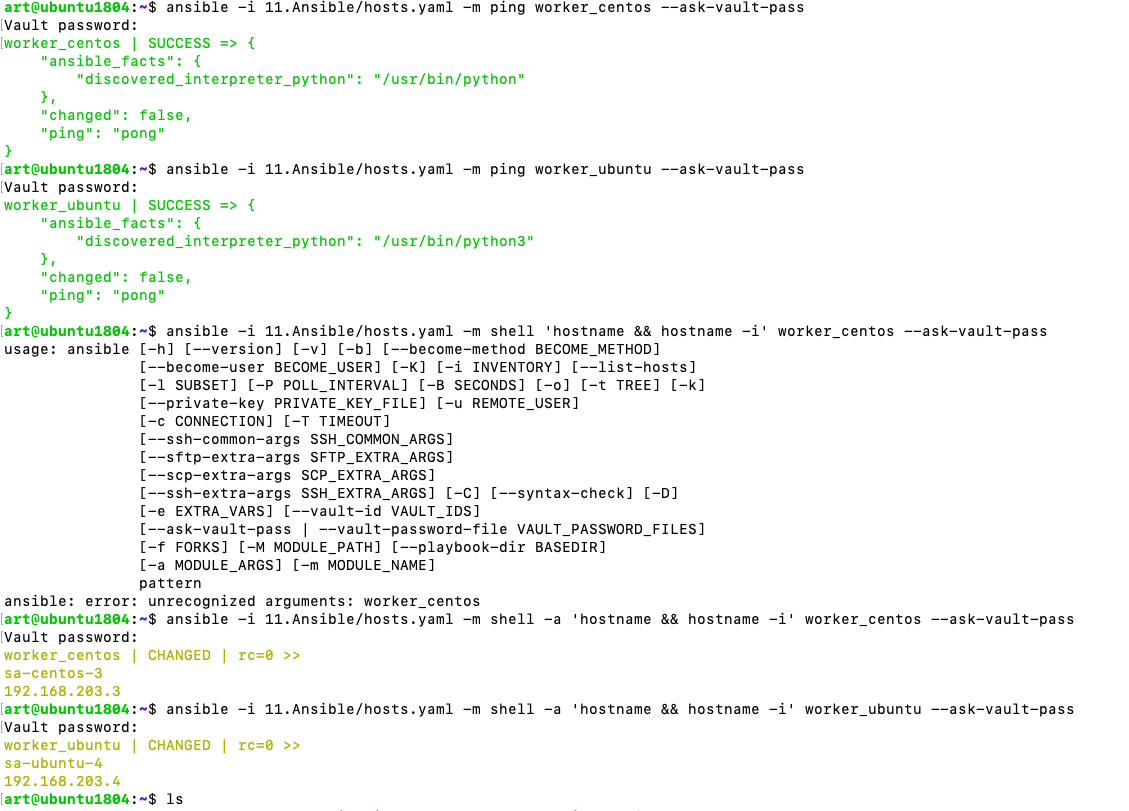 art@ubuntu1804:~$ ansible -i 11.Ansible/hosts.yaml -m ping worker_centos --ask-vault-pass
Vault password:
worker_centos | SUCCESS => {
    "ansible_facts": {
        "discovered_interpreter_python": "/usr/bin/python"
    },
    "changed": false,
    "ping": "pong"
}
[art@ubuntu1804:~$ ansible -i 11.Ansible/hosts.yaml -m ping worker_ubuntu --ask-vault-pass
[Vault password:
worker_ubuntu | SUCCESS => {
    "ansible_facts": {
        "discovered_interpreter_python": "/usr/bin/python3"
    },
    "changed": false,
    "ping": "pong"
}
[art@ubuntu1804:~$ ansible -i 11.Ansible/hosts.yaml -m shell 'hostname && hostname -i' worker_centos --ask-vault-pass
usage: ansible [-h] [--version] [-v] [-b] [--become-method BECOME_METHOD]
               [--become-user BECOME_USER] [-K] [-i INVENTORY] [--list-hosts]
               [-l SUBSET] [-P POLL_INTERVAL] [-B SECONDS] [-o] [-t TREE] [-k]
               [--private-key PRIVATE_KEY_FILE] [-u REMOTE_USER]
               [-c CONNECTION] [-T TIMEOUT]
               [--ssh-common-args SSH_COMMON_ARGS]
               [--sftp-extra-args SFTP_EXTRA_ARGS]
               [--scp-extra-args SCP_EXTRA_ARGS]
               [--ssh-extra-args SSH_EXTRA_ARGS] [-C] [--syntax-check] [-D]
               [-e EXTRA_VARS] [--vault-id VAULT_IDS]
               [--ask-vault-pass | --vault-password-file VAULT_PASSWORD_FILES]
               [-f FORKS] [-M MODULE_PATH] [--playbook-dir BASEDIR]
               [-a MODULE_ARGS] [-m MODULE_NAME]
               pattern
ansible: error: unrecognized arguments: worker_centos
[art@ubuntu1804:~$ ansible -i 11.Ansible/hosts.yaml -m shell -a 'hostname && hostname -i' worker_centos --ask-vault-pass
[Vault password:
worker_centos | CHANGED | rc=0 >>
sa-centos-3
192.168.203.3
[art@ubuntu1804:~$ ansible -i 11.Ansible/hosts.yaml -m shell -a 'hostname && hostname -i' worker_ubuntu --ask-vault-pass
[Vault password:
worker_ubuntu | CHANGED | rc=0 >>
sa-ubuntu-4
192.168.203.4
[art@ubuntu1804:~$ ls